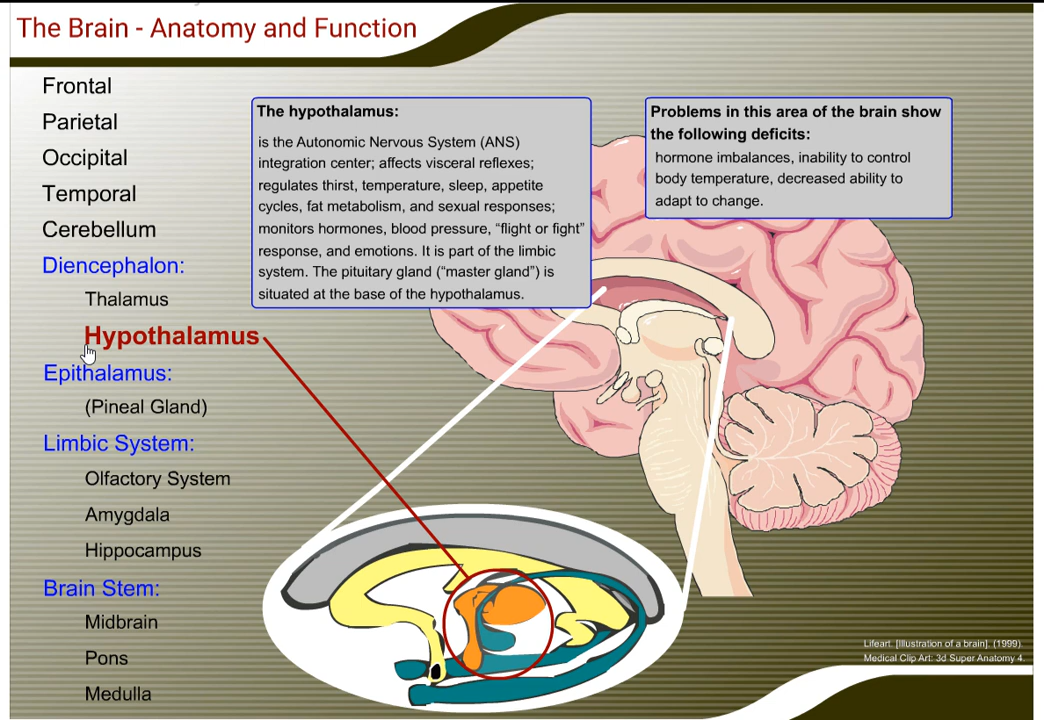 The Brain - Anatomy and Function
Frontal
Parietal
Occipital
Temporal
Cerebellum
Diencephalon:
Thalamus
Hypothalamus
Epithalamus:
(Pineal Gland)
Limbic System:
Olfactory System
Amygdala
Hippocampus
Brain Stem:
Midbrain
Pons
Medulla
The hypothalamus:
is the Autonomic Nervous System (ANS)
integration center; affects visceral reflexes;
regulates thirst, temperature, sleep, appetite
cycles, fat metabolism, and sexual responses;
monitors hormones, blood pressure, “flight or fight”
response, and emotions. It is part of the limbic
system. The pituitary gland (“master gland”) is
situated at the base of the hypothalamus.
Problems in this area of the brain show
the following deficits:
hormone imbalances, inability to control
body temperature, decreased ability to
adapt to change.
Lifeart. [Illustration of a brain]. (1999).
Medical Clip Art: 3d Super Anatomy 4.